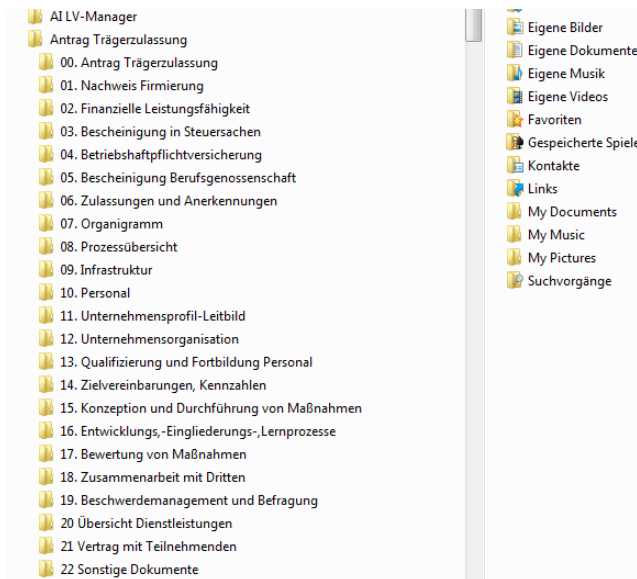 AI LV-Manager
Antrag Trägerzulassung
00. Antrag Trägerzulassung
01. Nachweis Firmierung
02. Finanzielle Leistungsfähigkeit
03. Bescheinigung in Steuersachen
04. Betriebshaftpflichtversicherung
05. Bescheinigung Berufsgenossenschaft
06. Zulassungen und Anerkennungen
07. Organigramm
08. Prozessübersicht
09. Infrastruktur
10. Personal
11. Unternehmensprofil-Leitbild
12. Unternehmensorganisation
13. Qualifizierung und Fortbildung Personal
14. Zielvereinbarungen, Kennzahlen
15. Konzeption und Durchführung von Maßnahmen
16. Entwicklungs,-Eingliederungs-,Lernprozesse
17. Bewertung von Maßnahmen
18. Zusammenarbeit mit Dritten
19. Beschwerdemanagement und Befragung
20 Übersicht Dienstleistungen
21 Vertrag mit Teilnehmenden
22 Sonstige Dokumente
Eigene Bilder
Eigene Dokumente
Eigene Musik
Eigene Videos
Favoriten
Gespeicherte Spiele
Kontakte
Links
My Documents
My Music
My Pictures
Suchvorgänge